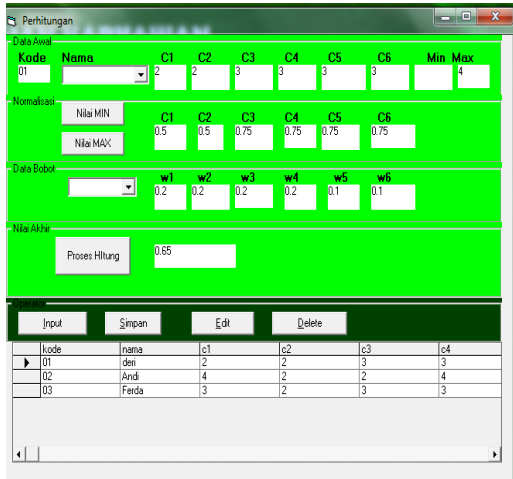 Perhitungan
Data Awal
Kode Nama C1 C2 C3 C4 C5 C6 Min Max
01 2 2 3 3 3 3 4
Normalisasi
Nilai MIN
C1 C2 C3 C4 C5 C6
0.5 0.5 0.75 0.75 0.75 0.75
Nilai MAX
Data Bobot
w1 w2 w3 w4 w5 w6
0.2 0.2 0.2 0.2 0.1 0.1
Nilai Akhir
Proses HItung 0.65
Operator
Input Simpan Edit Delete
kode nama c1 c2 c3 c4
01 deri 2 2 3 3
02 Andi 4 2 2 4
03 Ferda 3 2 3 3